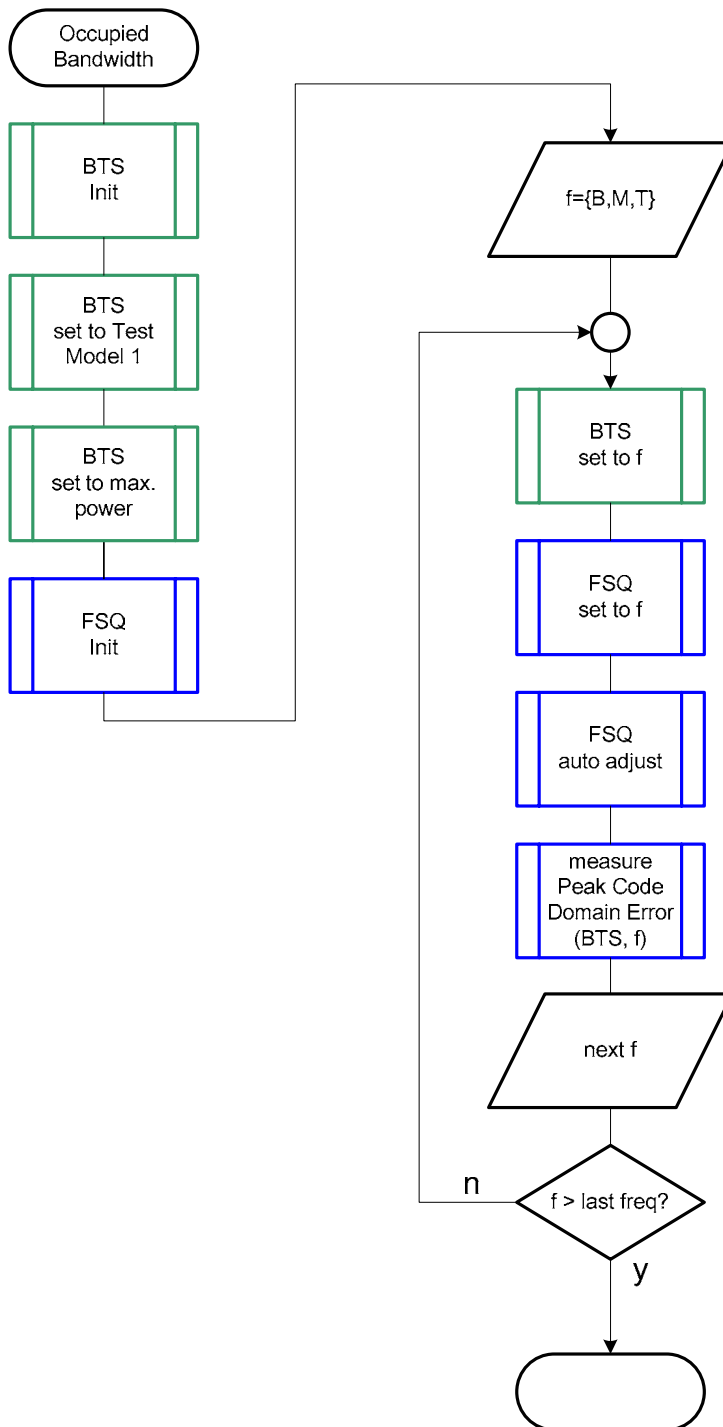 Occupied
Bandwidth
BTS
Init
BTS
set to Test
Model 1
BTS
set to max.
power
FSQ
Init
f={B,M,T}
BTS
set to f
FSQ
set to f
FSQ
auto adjust
measure
Peak Code
Domain Error
(BTS, f)
next f
f > last freq?
n
y